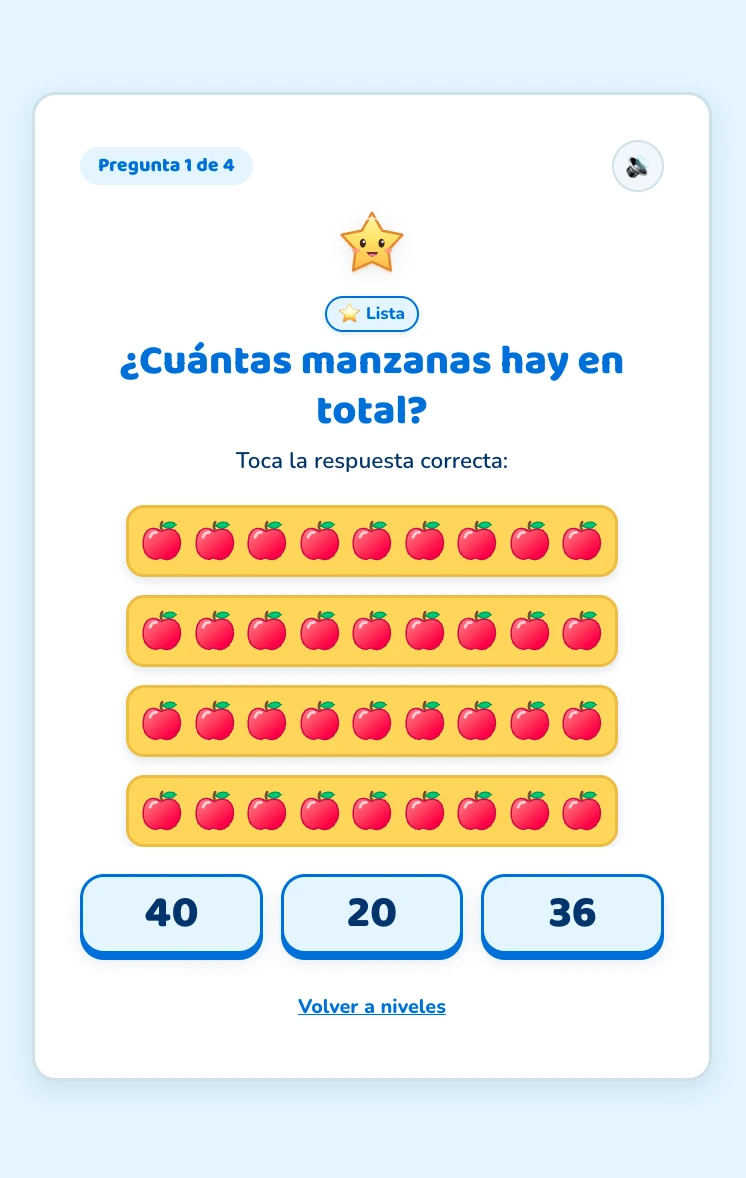 Pregunta 1 de 4
Lista
¿Cuántas manzanas hay en
total?
Toca la respuesta correcta:
40
20
36
Volver a niveles